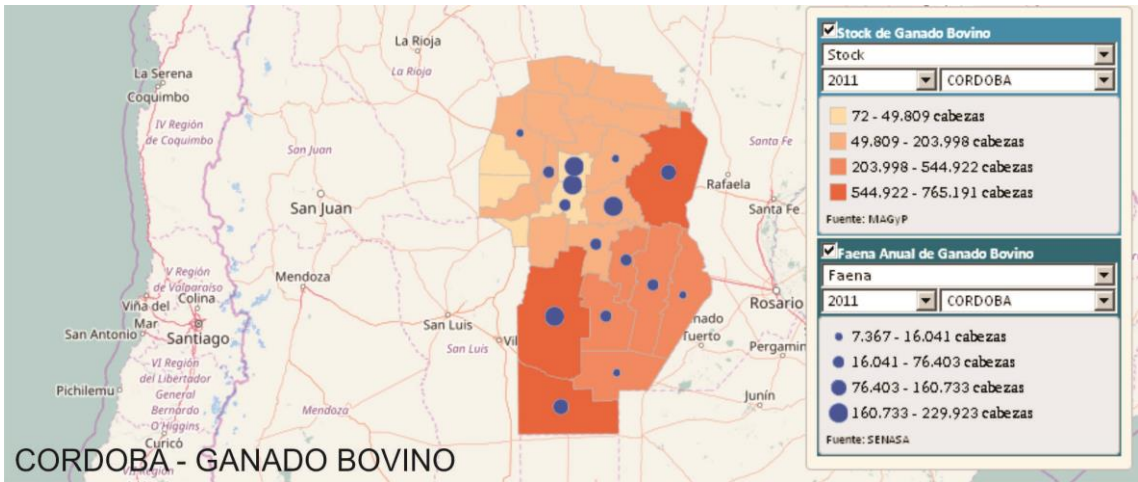 La Rioja
La Rioja
La Serena
Coquimbo
IV Región
de Coquimbo
San Juan
San Juan
Santa Fe
Rafaela
Santa Fe
Mendoza
V Región
de Valparaíso
Viña del
Mar
Colina
San Antonio
Santiago
San Luis
San Luis
Vil
Rosario
nado
Tuerto
Pergamin
Junín
VI Región
del Libertador
General
Bernardo
O'Higgins
Pichilemu
Mendoza
Curicó
VII Región
CORDOBA - GANADO BOVINO
Stock de Ganado Bovino
Stock
2011 CORDOBA
72 - 49.809 cabezas
49.809 - 203.998 cabezas
203.998 - 544.922 cabezas
544.922 - 765.191 cabezas
Fuente: MAGyP
Faena Anual de Ganado Bovino
Faena
2011 CORDOBA
7.367 - 16.041 cabezas
16.041 - 76.403 cabezas
76.403 - 160.733 cabezas
160.733 - 229.923 cabezas
Fuente: SENASA